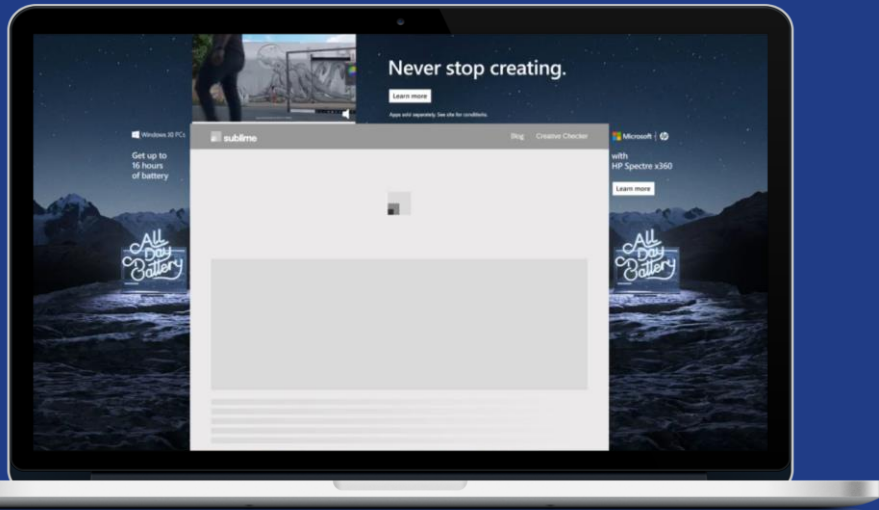 Never stop creating.
Learn more
Apps sold separately. See site for conditions.
sublime
Blog Creative Checker
Windows 10 PCs
Get up to
16 hours
of battery
Microsoft
hp
with
HP Spectre x360
Learn more
All
Day
Battery
All
Day
Battery